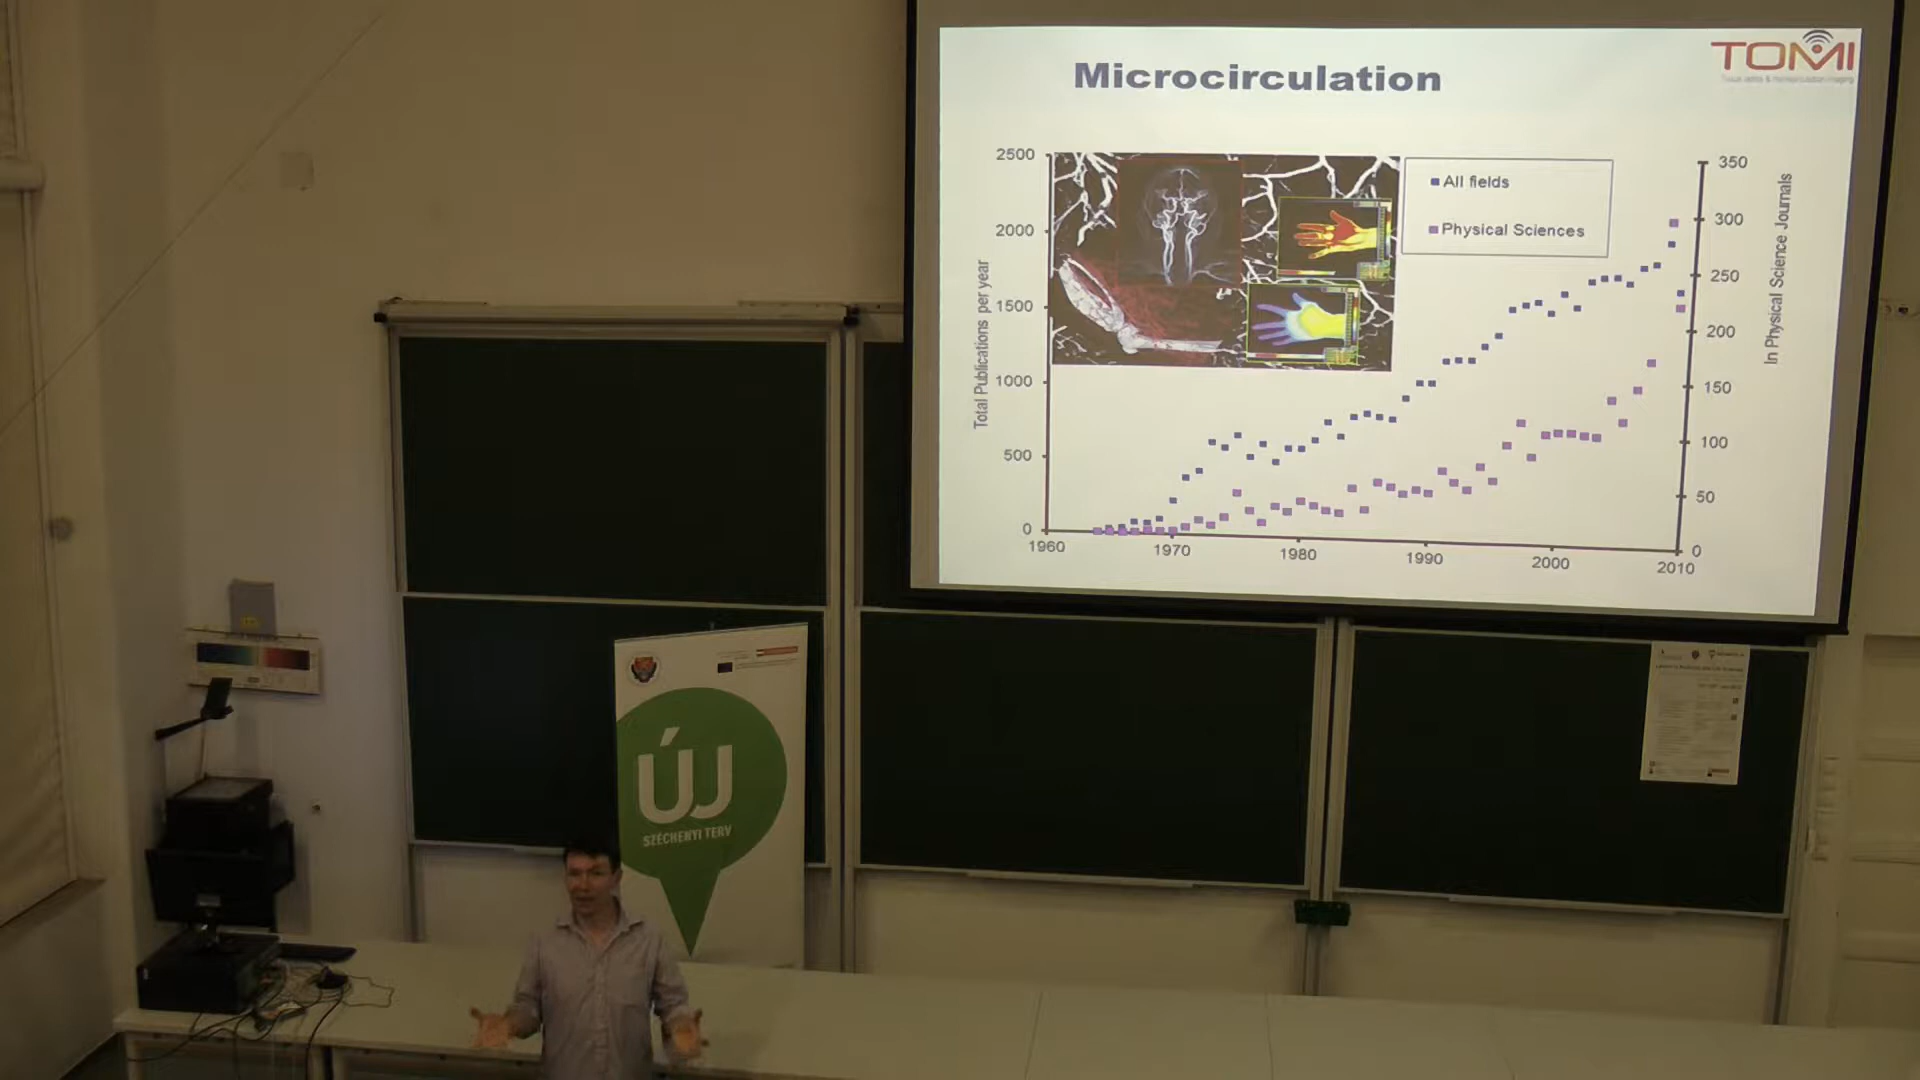 Microcirculation
TOMI
2500
2000
1500
1000
500
0
Total Publications per year
All fields
Physical Sciences
350
300
250
200
150
100
50
0
In Physical Science Journals
1960
1970
1980
1990
2000
2010
ÚJ
SZÉCHENYI TERV